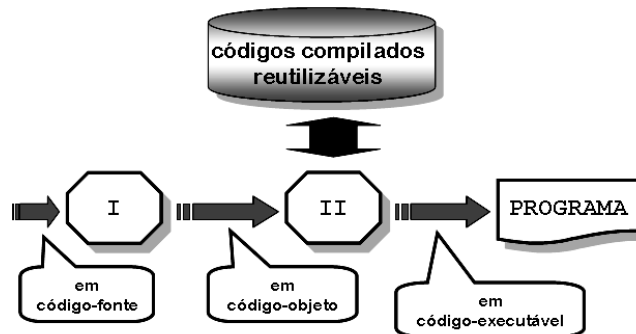 códigos compilados
reutilizáveis
I
II
PROGRAMA
em
código-fonte
em
código-objeto
em
código-executável